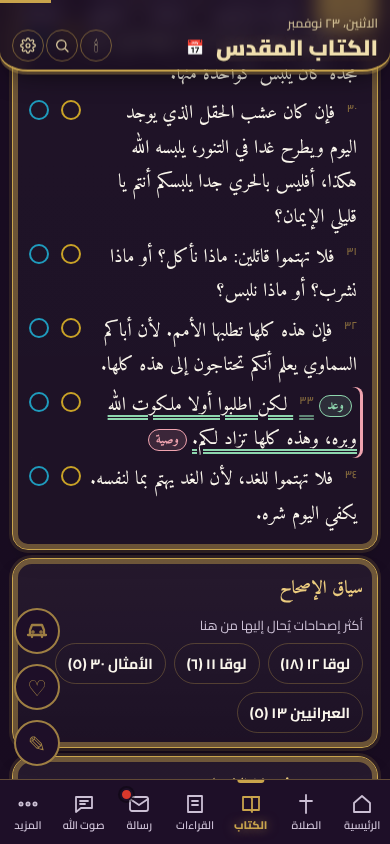 الاثنين، ٢٣ نوفمبر
الكتاب المقدس 📅
مجده كان يلبس كواحدة منها.
٣٠ فإن كان عشب الحقل الذي يوجد
اليوم ويطرح غدا في التنور، يلبسه الله
هكذا، أفليس بالحري جدا يلبسكم أنتم يا
قليلي الإيمان؟
٣١ فلا تهتموا قائلين: ماذا نأكل؟ أو ماذا
نشرب؟ أو ماذا نلبس؟
٣٢ فإن هذه كلها تطلبها الأمم. لأن أباكم
السماوي يعلم أنكم تحتاجون إلى هذه كلها.
وعد ٣٣ لكن اطلبوا أولا ملكوت الله
وبره، وهذه كلها تزاد لكم. وصية
٣٤ فلا تهتموا للغد، لأن الغد يهتم بما لنفسه.
يكفي اليوم شره.
سياق الإصحاح
أكثر إصحاحات يُحال إليها من هنا
لوقا ١٢ (١٨) لوقا ١١ (٦) الأمثال ٣٠ (٥)
العبرانيين ١٣ (٥)
الرئيسية الصلاة الكتاب القراءات رسالة صوت الله المزيد